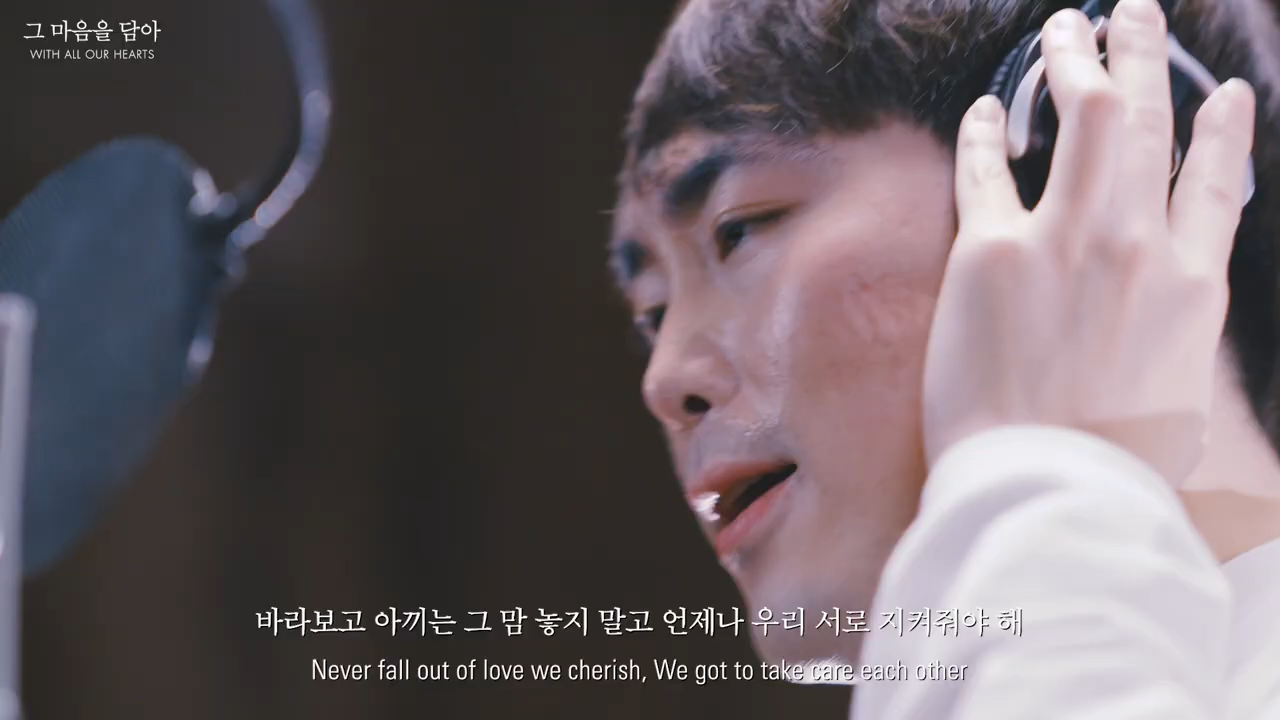 그 마음을 담아
WITH ALL OUR HEARTS
바라보고 아끼는 그 맘 놓지 말고 언제나 우리 서로 지켜줘야 해
Never fall out of love we cherish, We got to take care each other